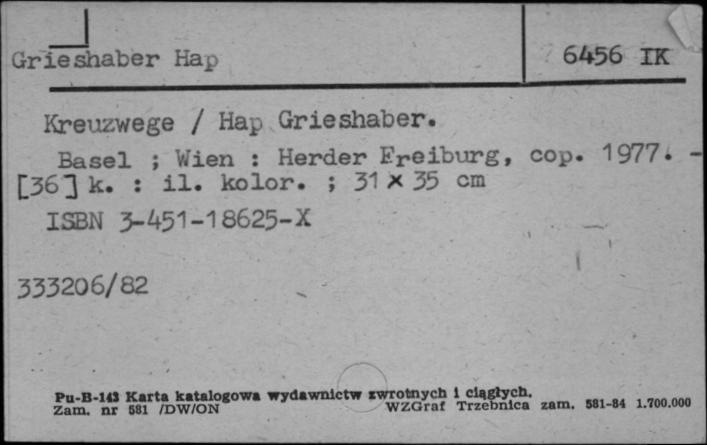 Grieshaber Hap
6456 IK
Kreuzwege / Hap Grieshaber.
Basel ; Wien : Herder Freiburg, cop. 1977. -
[36] k. : il. kolor. ; 31 x 35 cm
ISBN 3-451-18625-X
333206/82
Pu-B-143 Karta katalogowa wydawnictw zwrotnych i ciągłych.
Zam. nr 581 /DW/ON WZGraf Trzebnica zam. 581-84 1.700.000